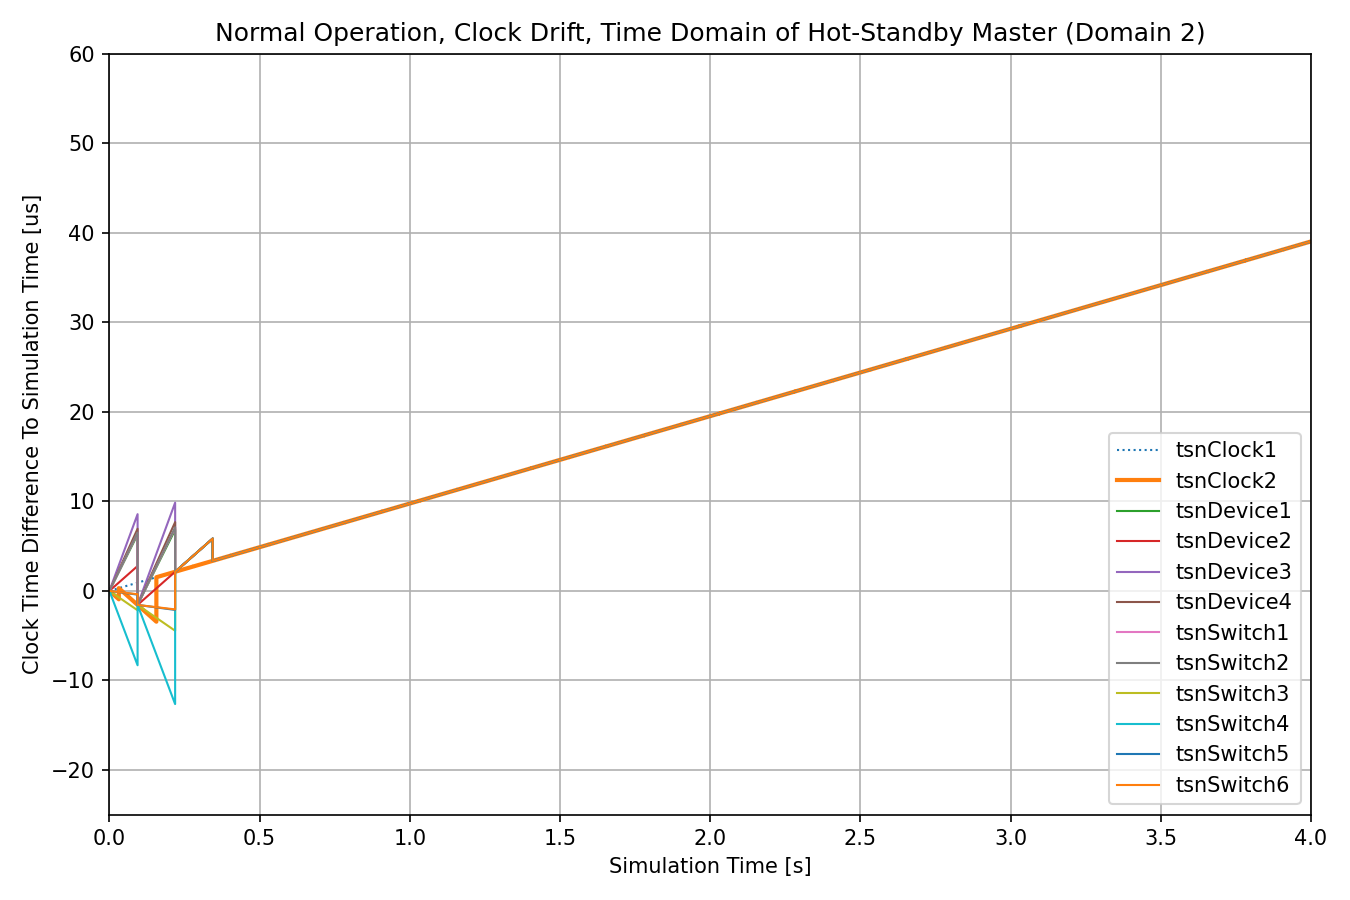 Normal Operation, Clock Drift, Time Domain of Hot-Standby Master (Domain 2)
Clock Time Difference To Simulation Time [us]
60
50
40
30
20
10
0
−10
−20
tsnClock1
tsnClock2
tsnDevice1
tsnDevice2
tsnDevice3
tsnDevice4
tsnSwitch1
tsnSwitch2
tsnSwitch3
tsnSwitch4
tsnSwitch5
tsnSwitch6
0.0 0.5 1.0 1.5 2.0 2.5 3.0 3.5 4.0
Simulation Time [s]